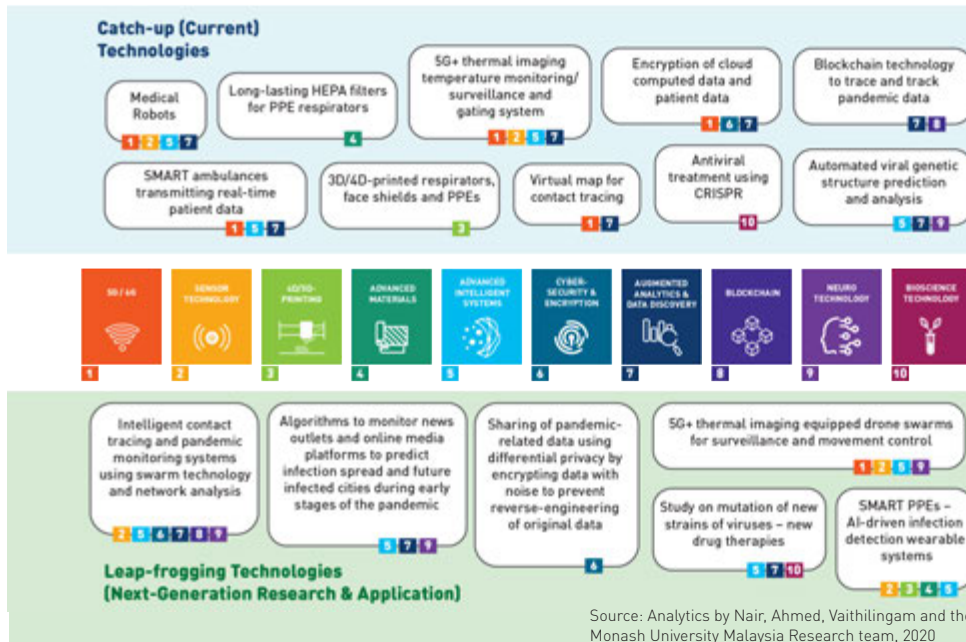 Catch-up (Current)
Technologies
Medical
Robots
1 2 5 7
Long-lasting HEPA filters
for PPE respirators
4
5G+ thermal imaging
temperature monitoring/
surveillance and
gating system
1 2 5 7
Encryption of cloud
computed data and
patient data
1 6 7
Blockchain technology
to trace and track
pandemic data
7 8
SMART ambulances
transmitting real-time
patient data
1 5 7
3D/4D-printed respirators,
face shields and PPEs
3
Virtual map for
contact tracing
1 7
Antiviral
treatment using
CRISPR
10
Automated viral genetic
structure prediction
and analysis
5 7 9
5G / 6G
1
SENSOR
TECHNOLOGY
2
4D/3D-
PRINTING
3
ADVANCED
MATERIALS
4
ADVANCED
INTELLIGENT
SYSTEMS
5
CYBER-
SECURITY &
ENCRYPTION
6
AUGMENTED
ANALYTICS &
DATA DISCOVERY
7
BLOCKCHAIN
8
NEURO
TECHNOLOGY
9
BIOSCIENCE
TECHNOLOGY
10
Intelligent contact
tracing and pandemic
monitoring systems
using swarm technology
and network analysis
2 5 6 7 8 9
Algorithms to monitor news
outlets and online media
platforms to predict
infection spread and future
infected cities during early
stages of the pandemic
5 7 9
Sharing of pandemic-
related data using
differential privacy by
encrypting data with
noise to prevent
reverse-engineering
of original data
6
5G+ thermal imaging equipped drone swarms
for surveillance and movement control
1 2 5 9
Study on mutation of new
strains of viruses – new
drug therapies
5 7 10
SMART PPEs –
AI-driven infection
detection wearable
systems
2 3 4 5
Leap-frogging Technologies
(Next-Generation Research & Application)
Source: Analytics by Nair, Ahmed, Vaithilingam and the
Monash University Malaysia Research team, 2020